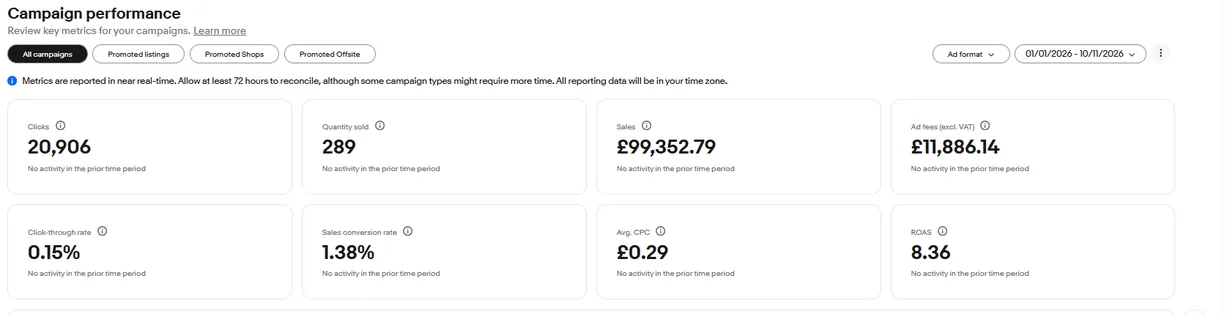 Campaign performance
Review key metrics for your campaigns. Learn more
All campaigns Promoted listings Promoted Shops Promoted Offsite Ad format 01/01/2026 - 10/11/2026
Metrics are reported in near real-time. Allow at least 72 hours to reconcile, although some campaign types might require more time. All reporting data will be in your time zone.
Clicks
20,906
No activity in the prior time period
Quantity sold
289
No activity in the prior time period
Sales
£99,352.79
No activity in the prior time period
Ad fees (excl. VAT)
£11,886.14
No activity in the prior time period
Click-through rate
0.15%
No activity in the prior time period
Sales conversion rate
1.38%
No activity in the prior time period
Avg. CPC
£0.29
No activity in the prior time period
ROAS
8.36
No activity in the prior time period